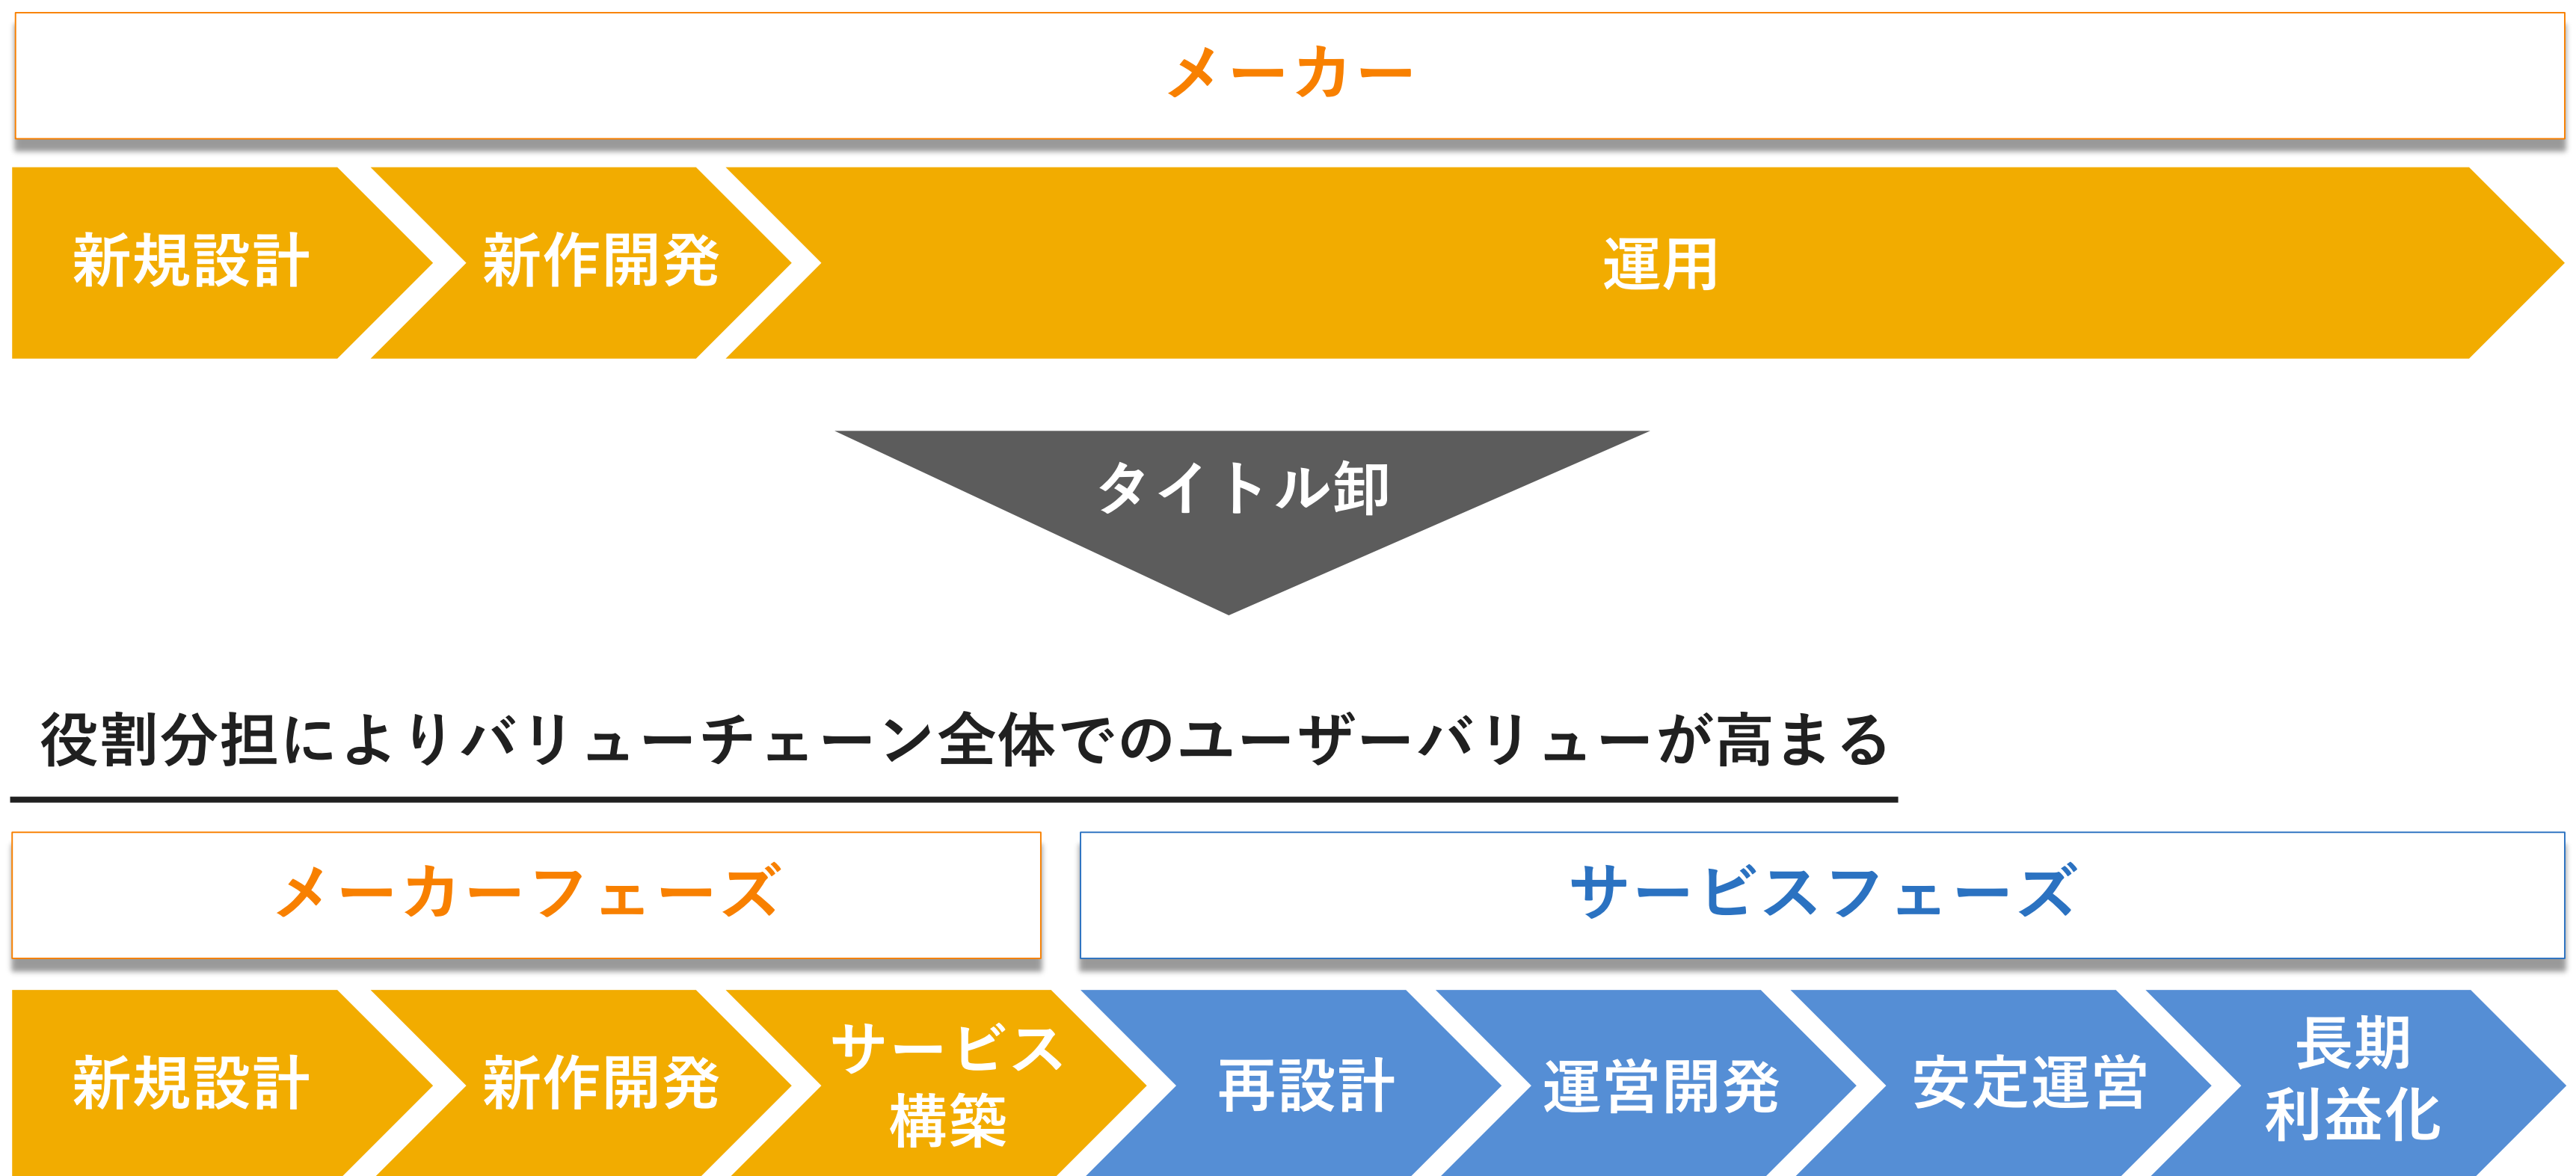 メーカー
新規設計
新作開発
運用
タイトル卸
役割分担によりバリューチェーン全体でのユーザーバリューが高まる
メーカーフェーズ
サービスフェーズ
新規設計
新作開発
サービス
構築
再設計
運営開発
安定運営
長期
利益化